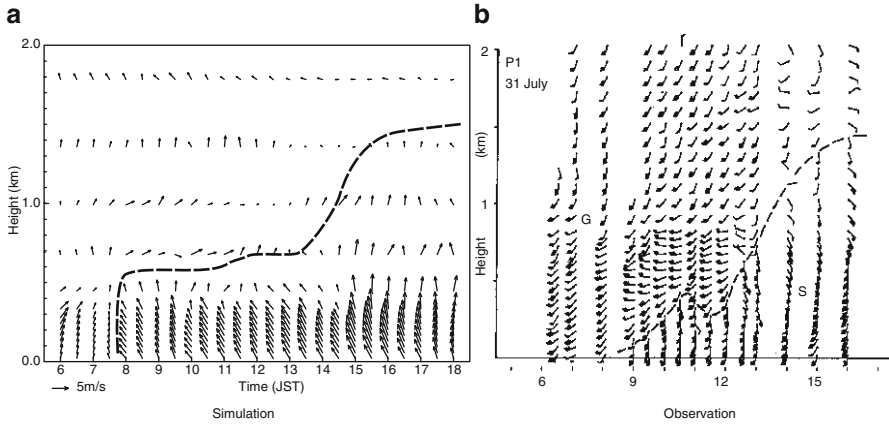 a
2.0
1.0
0.0
Height (km)
6 7 8 9 10 11 12 13 14 15 16 17 18
5m/s
Time (JST)
Simulation
b
2
P1
31 July
(km)
1
Height
G
S
6 9 12 15
Observation